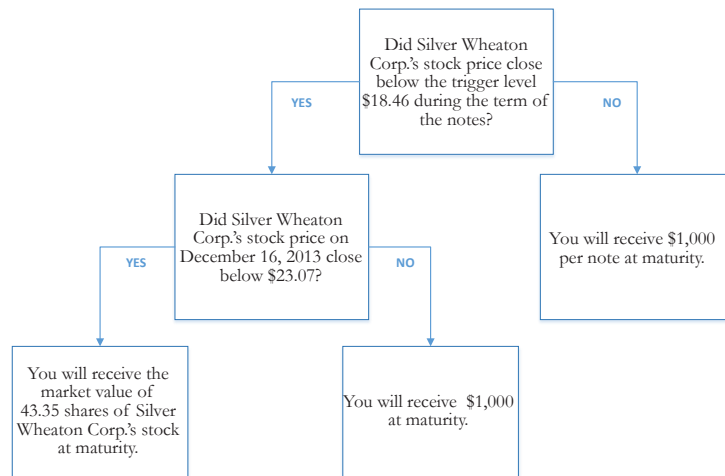 Did Silver Wheaton
Corp.'s stock price close
below the trigger level
$18.46 during the term of
the notes?
YES
NO
Did Silver Wheaton
Corp.'s stock price on
December 16, 2013 close
below $23.07?
You will receive $1,000
per note at maturity.
YES
NO
You will receive the
market value of
43.35 shares of Silver
Wheaton Corp.'s stock
at maturity.
You will receive $1,000
at maturity.